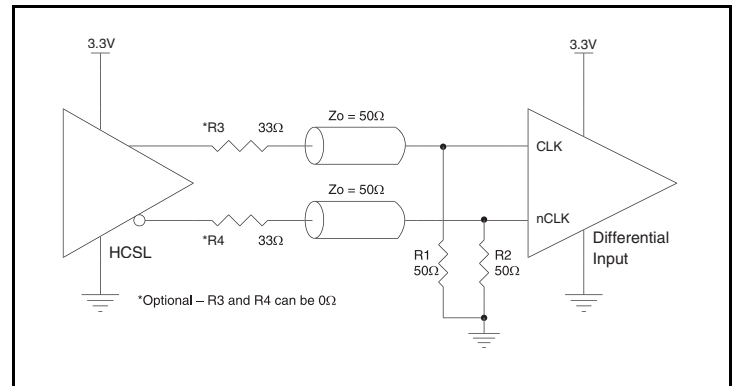 3.3V
3.3V
*R3 33Ω
Zo = 50Ω
CLK
Zo = 50Ω
nCLK
*R4 33Ω
HCSL
R1
50Ω
R2
50Ω
Differential
Input
*Optional – R3 and R4 can be 0Ω